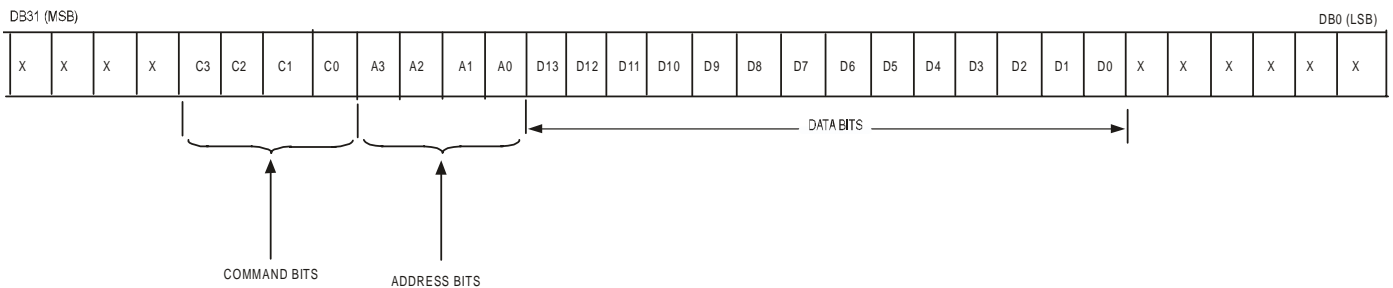 DB31 (MSB) DB0 (LSB)
X X X X C3 C2 C1 C0 A3 A2 A1 A0 D13 D12 D11 D10 D9 D8 D7 D6 D5 D4 D3 D2 D1 D0 X X X X X X
DATA BITS
COMMAND BITS ADDRESS BITS